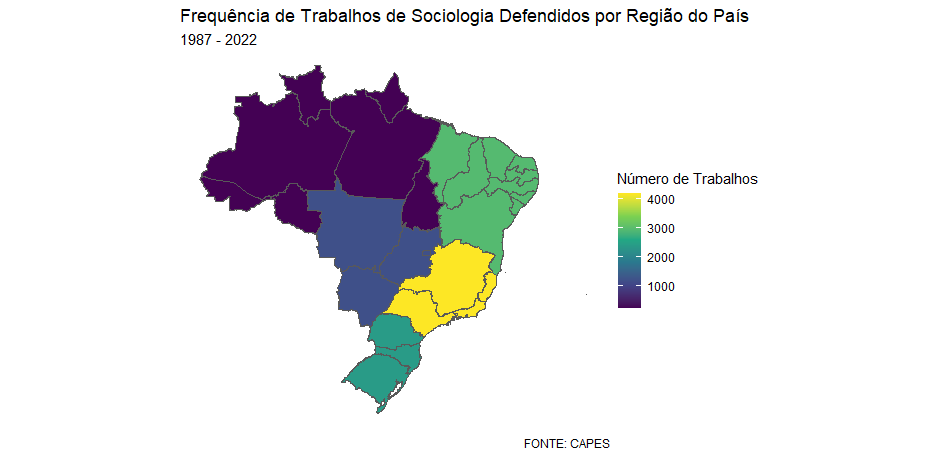 Frequência de Trabalhos de Sociologia Defendidos por Região do País
1987 - 2022
Número de Trabalhos
4000
3000
2000
1000
FONTE: CAPES